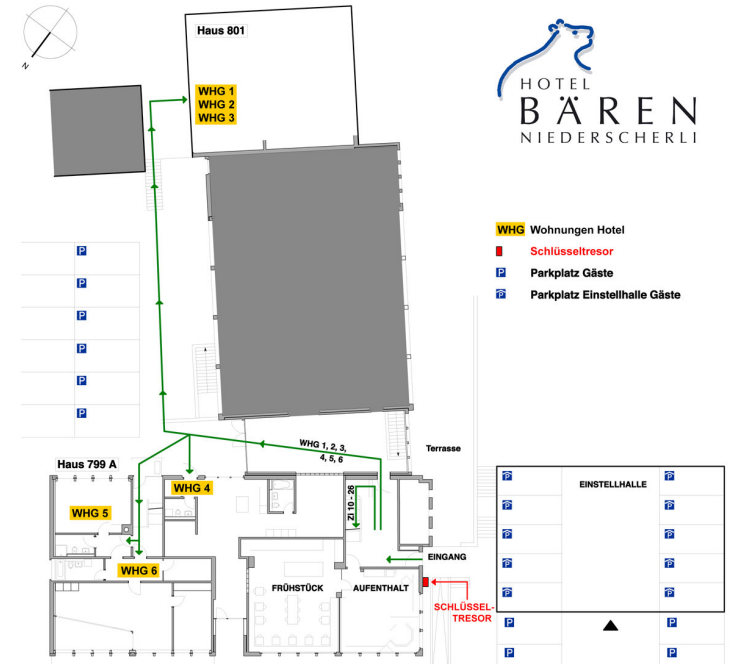 N
Haus 801
WHG 1
WHG 2
WHG 3
HOTEL
BÄREN
NIEDERSCHERLI
WHG Wohnungen Hotel
Schlüsseltresor
P Parkplatz Gäste
P Parkplatz Einstellhalle Gäste
P
P
P
P
P
P
WHG 1, 2, 3,
4, 5, 6
Terrasse
Haus 799 A
WHG 4
WHG 5
WHG 6
ZI 10 - 26
EINGANG
FRÜHSTÜCK
AUFENTHALT
SCHLÜSSEL-
TRESOR
EINSTELLHALLE
P P
P P
P P
P P
P P
P P
P P